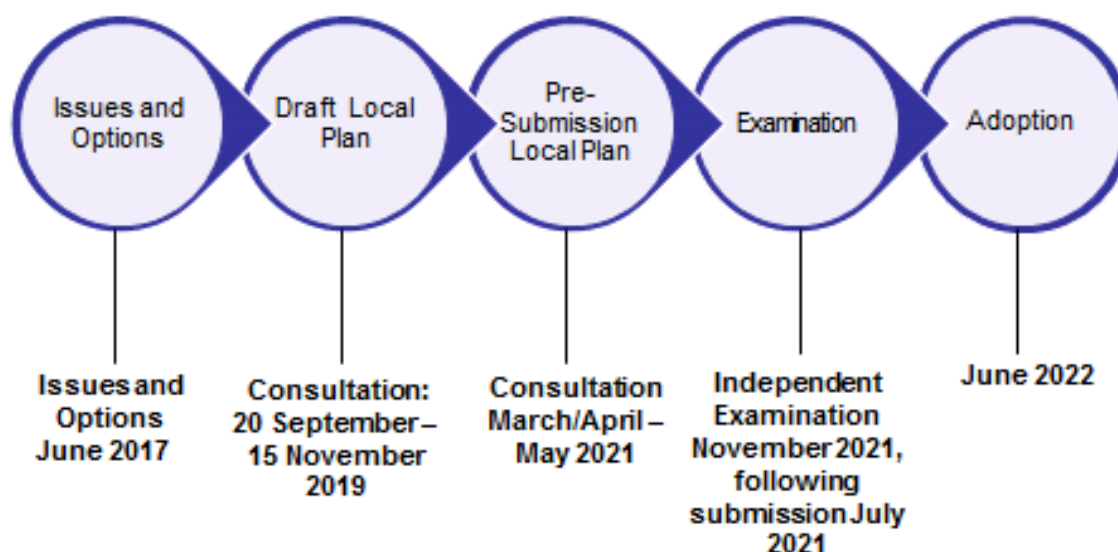 Issues and
Options
Draft Local
Plan
Pre-
Submission
Local Plan
Examination
Adoption
Issues and
Options
June 2017
Consultation:
20 September–
15 November
2019
Consultation
March/April –
May 2021
Independent
Examination
November 2021,
following
submission July
2021
June 2022